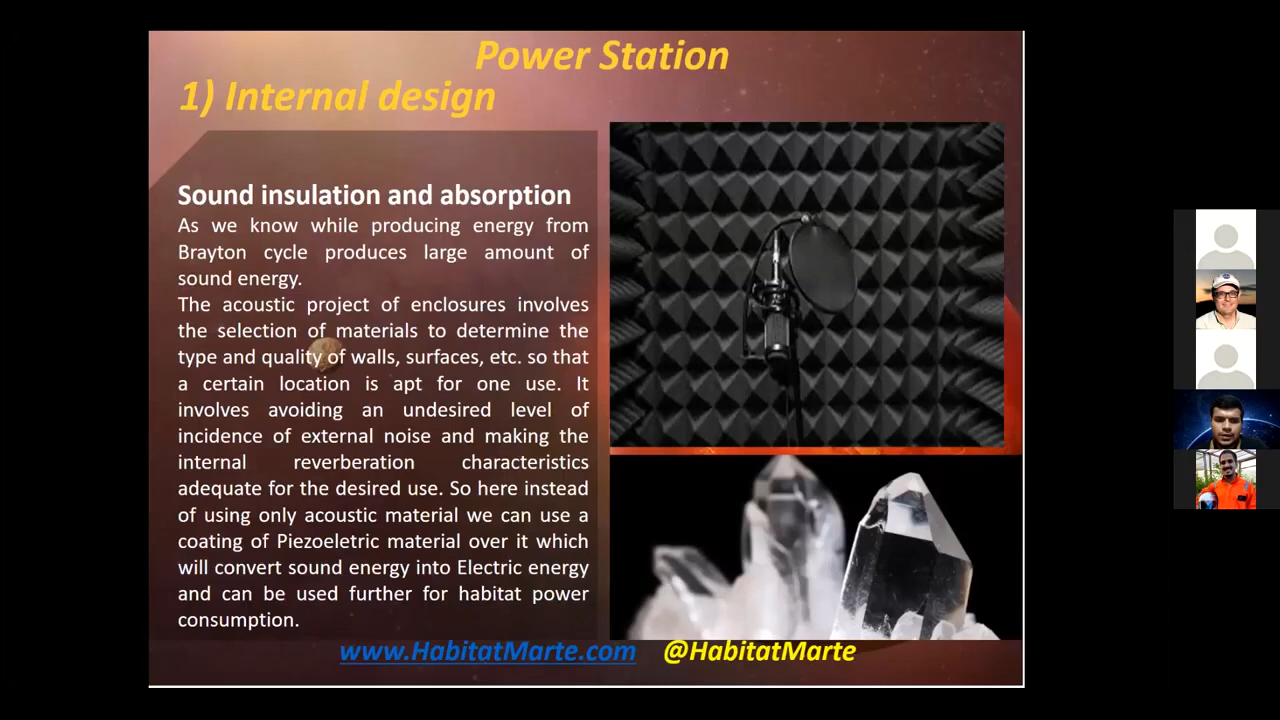 Power Station
1) Internal design
Sound insulation and absorption
As we know while producing energy from
Brayton cycle produces large amount of
sound energy.
The acoustic project of enclosures involves
the selection of materials to determine the
type and quality of walls, surfaces, etc. so that
a certain location is apt for one use. It
involves avoiding an undesired level of
incidence of external noise and making the
internal reverberation characteristics
adequate for the desired use. So here instead
of using only acoustic material we can use a
coating of Piezoeletric material over it which
will convert sound energy into Electric energy
and can be used further for habitat power
consumption.
www.HabitatMarte.com @HabitatMarte